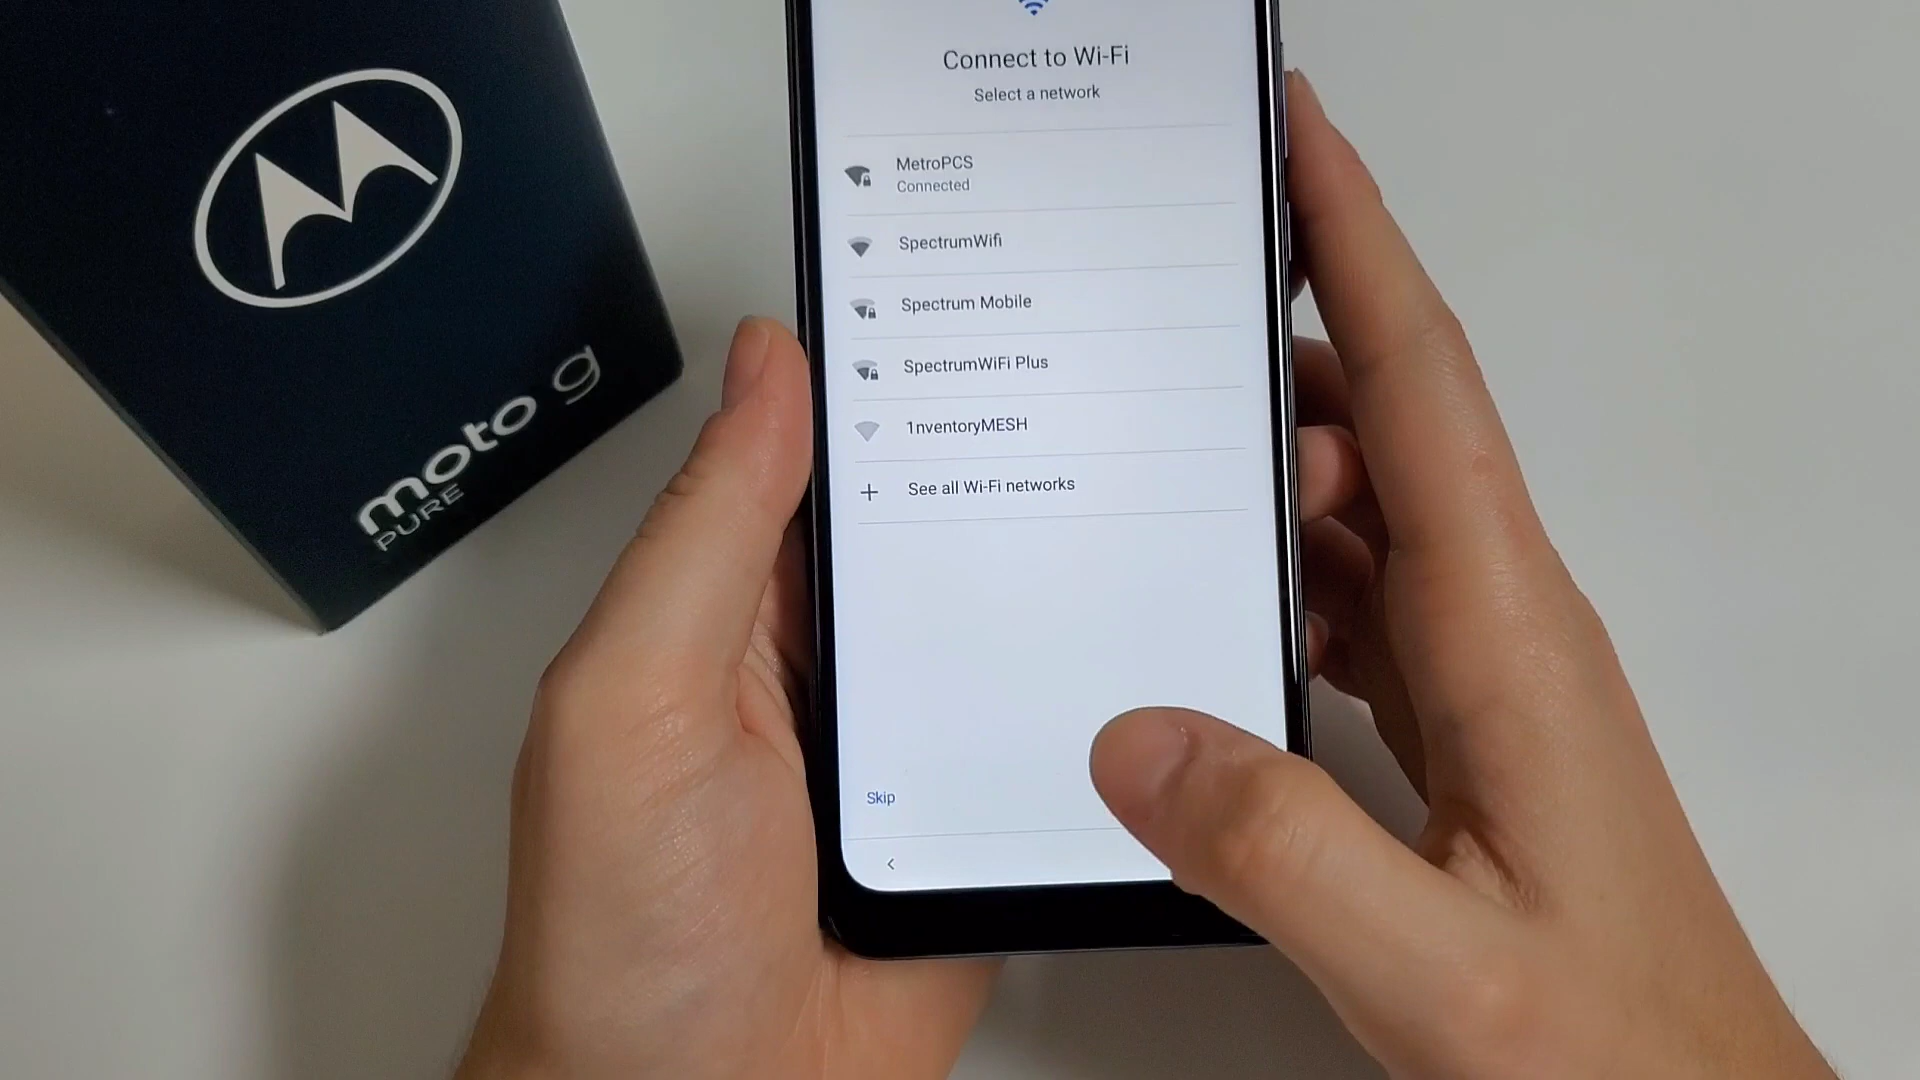 Connect to Wi-Fi
Select a network
MetroPCS
Connected
SpectrumWifi
Spectrum Mobile
SpectrumWiFi Plus
1nventoryMESH
See all Wi-Fi networks
Skip
moto g
PURE